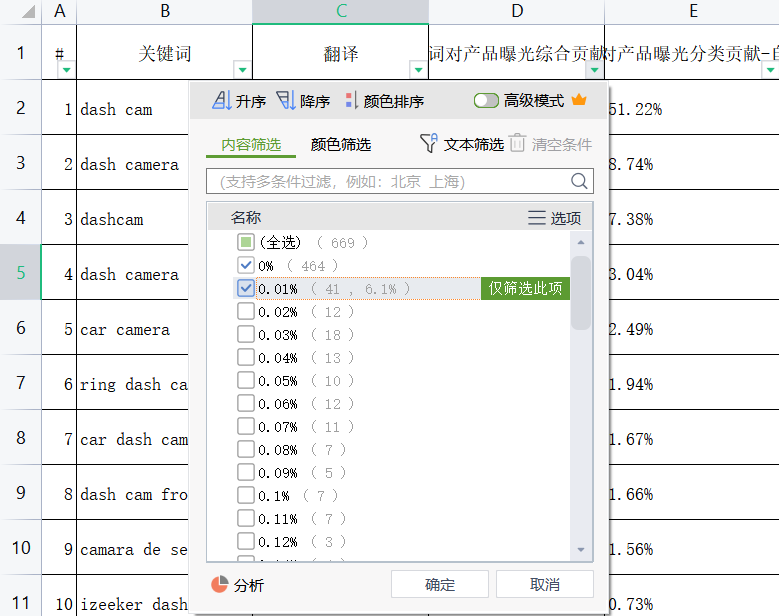 A B C D E
1 # 关键词 翻译 词对产品曝光综合贡献 对产品曝光分类贡献-自
2 1 dash cam 51.22%
3 2 dash camera 8.74%
4 3 dashcam 7.38%
5 4 dash camera 3.04%
6 5 car camera 2.49%
7 6 ring dash ca 1.94%
8 7 car dash cam 1.67%
9 8 dash cam fro 1.66%
10 9 camara de se 1.56%
11 10 izeeker dash 0.73%
升序 降序 颜色排序 高级模式
内容筛选 颜色筛选 文本筛选 清空条件
(支持多条件过滤，例如：北京 上海)
名称 选项
(全选) ( 669 )
0% ( 464 )
0.01% ( 41 , 6.1% ) 仅筛选此项
0.02% ( 12 )
0.03% ( 18 )
0.04% ( 13 )
0.05% ( 10 )
0.06% ( 12 )
0.07% ( 11 )
0.08% ( 7 )
0.09% ( 5 )
0.1% ( 7 )
0.11% ( 7 )
0.12% ( 3 )
分析 确定 取消